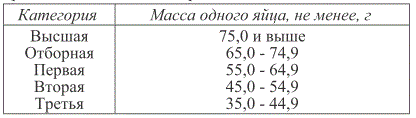 Категория Масса одного яйца, не менее, г
Высшая 75,0 и выше
Отборная 65,0 - 74,9
Первая 55,0 - 64,9
Вторая 45,0 - 54,9
Третья 35,0 - 44,9